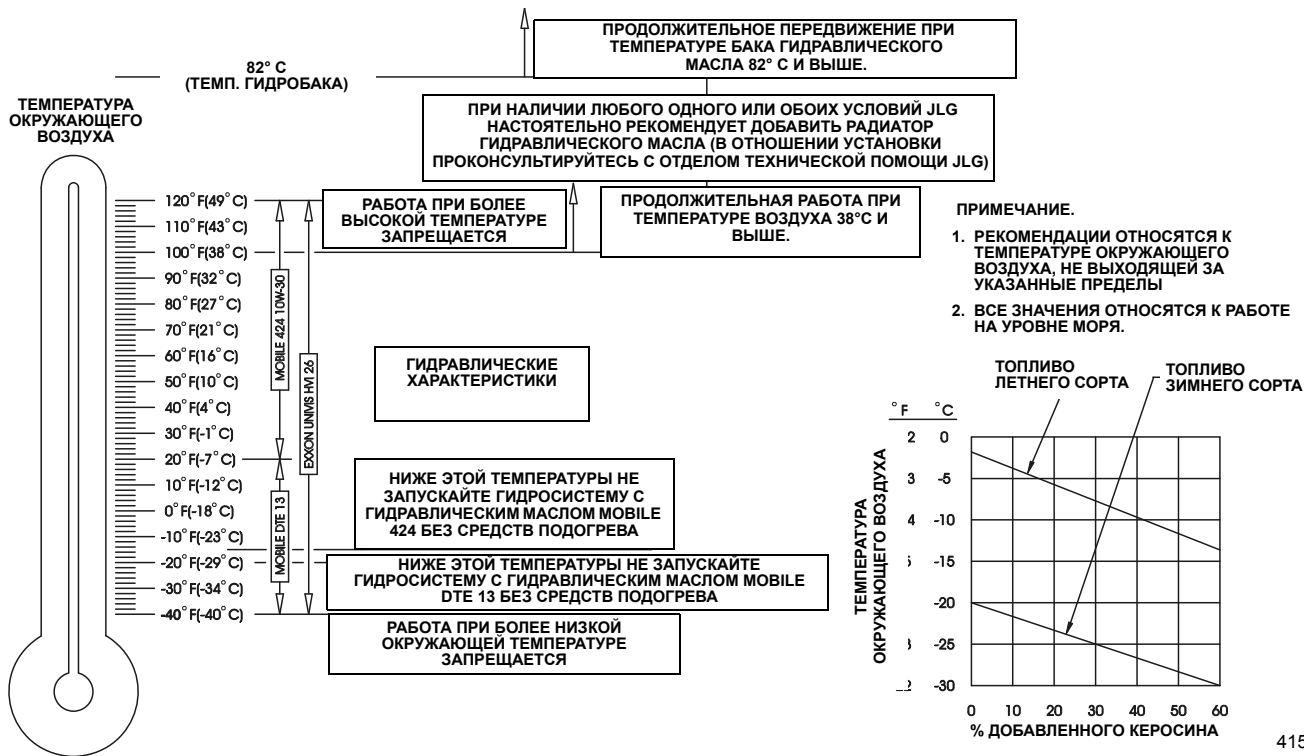 ПРОДОЛЖИТЕЛЬНОЕ ПЕРЕДВИЖЕНИЕ ПРИ
ТЕМПЕРАТУРЕ БАКА ГИДРАВЛИЧЕСКОГО
МАСЛА 82° C И ВЫШЕ.
82° C
(ТЕМП. ГИДРОБАКА)
ТЕМПЕРАТУРА
ОКРУЖАЮЩЕГО
ВОЗДУХА
ПРИ НАЛИЧИИ ЛЮБОГО ОДНОГО ИЛИ ОБОИХ УСЛОВИЙ JLG
НАСТОЯТЕЛЬНО РЕКОМЕНДУЕТ ДОБАВИТЬ РАДИАТОР
ГИДРАВЛИЧЕСКОГО МАСЛА (В ОТНОШЕНИИ УСТАНОВКИ
ПРОКОНСУЛЬТИРУЙТЕСЬ С ОТДЕЛОМ ТЕХНИЧЕСКОЙ ПОМОЩИ JLG)
РАБОТА ПРИ БОЛЕЕ
ВЫСОКОЙ ТЕМПЕРАТУРЕ
ЗАПРЕЩАЕТСЯ
ПРОДОЛЖИТЕЛЬНАЯ РАБОТА ПРИ
ТЕМПЕРАТУРЕ ВОЗДУХА 38°C И
ВЫШЕ.
120°F(49°C)
110°F(43°C)
100°F(38°C)
90°F(32°C)
80°F(27°C)
70°F(21°C)
60°F(16°C)
50°F(10°C)
40°F(4°C)
30°F(-1°C)
20°F(-7°C)
10°F(-12°C)
0°F(-18°C)
-10°F(-23°C)
-20°F(-29°C)
-30°F(-34°C)
-40°F(-40°C)
MOBILE 424 10W-30
MOBILE DTE 13
EXXON UNIVIS HVI 26
ГИДРАВЛИЧЕСКИЕ
ХАРАКТЕРИСТИКИ
НИЖЕ ЭТОЙ ТЕМПЕРАТУРЫ НЕ
ЗАПУСКАЙТЕ ГИДРОСИСТЕМУ С
ГИДРАВЛИЧЕСКИМ МАСЛОМ MOBILE
424 БЕЗ СРЕДСТВ ПОДОГРЕВА
НИЖЕ ЭТОЙ ТЕМПЕРАТУРЫ НЕ ЗАПУСКАЙТЕ
ГИДРОСИСТЕМУ С ГИДРАВЛИЧЕСКИМ МАСЛОМ MOBILE
DTE 13 БЕЗ СРЕДСТВ ПОДОГРЕВА
РАБОТА ПРИ БОЛЕЕ НИЗКОЙ
ОКРУЖАЮЩЕЙ ТЕМПЕРАТУРЕ
ЗАПРЕЩАЕТСЯ
ПРИМЕЧАНИЕ.
1. РЕКОМЕНДАЦИИ ОТНОСЯТСЯ К
ТЕМПЕРАТУРЕ ОКРУЖАЮЩЕГО
ВОЗДУХА, НЕ ВЫХОДЯЩЕЙ ЗА
УКАЗАННЫЕ ПРЕДЕЛЫ
2. ВСЕ ЗНАЧЕНИЯ ОТНОСЯТСЯ К РАБОТЕ
НА УРОВНЕ МОРЯ.
ТОПЛИВО
ЛЕТНЕГО СОРТА
ТОПЛИВО
ЗИМНЕГО СОРТА
°F °C
2 0
3 -5
4 -10
-15
-20
-25
-30
ТЕМПЕРАТУРА
ОКРУЖАЮЩЕГО ВОЗДУХА
0 10 20 30 40 50 60
% ДОБАВЛЕННОГО КЕРОСИНА
415